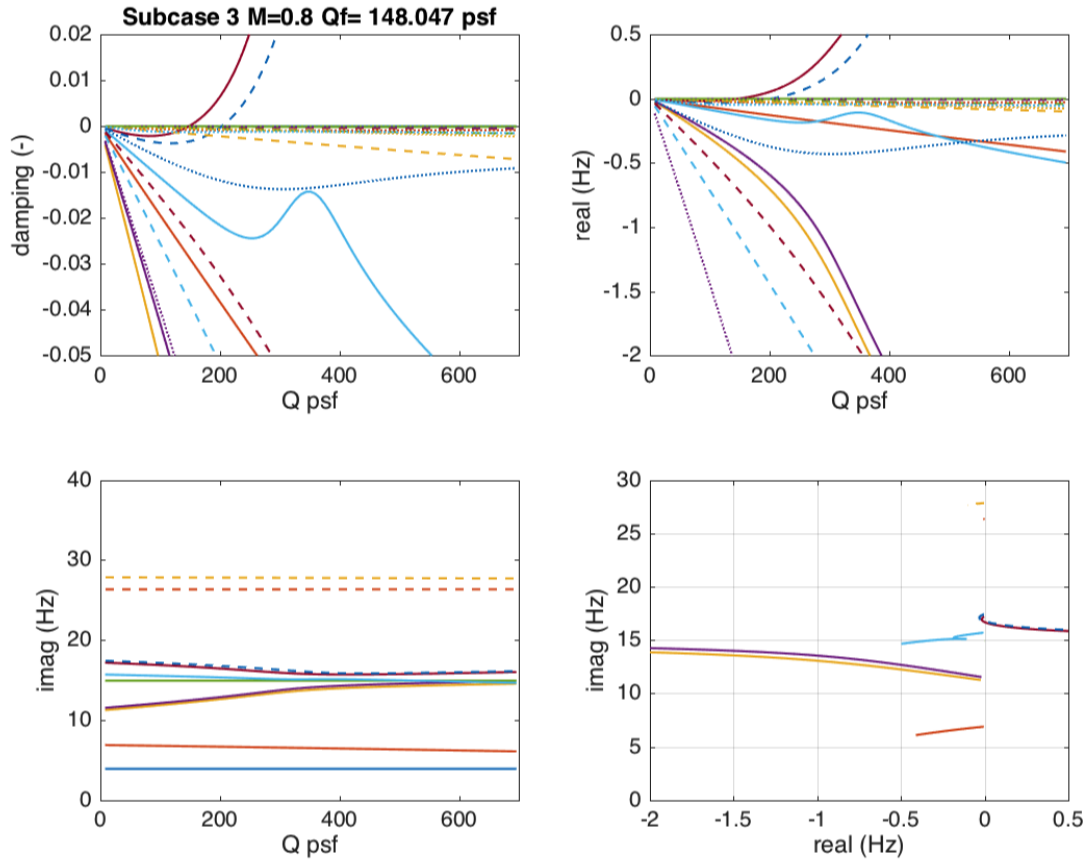 Subcase 3 M=0.8 Qf= 148.047 psf
0.02
0.01
0
-0.01
-0.02
-0.03
-0.04
-0.05
damping (-)
0 200 400 600
Q psf
0.5
0
-0.5
-1
-1.5
-2
real (Hz)
0 200 400 600
Q psf
40
30
20
10
0
imag (Hz)
0 200 400 600
Q psf
30
25
20
15
10
5
0
imag (Hz)
-2 -1.5 -1 -0.5 0 0.5
real (Hz)